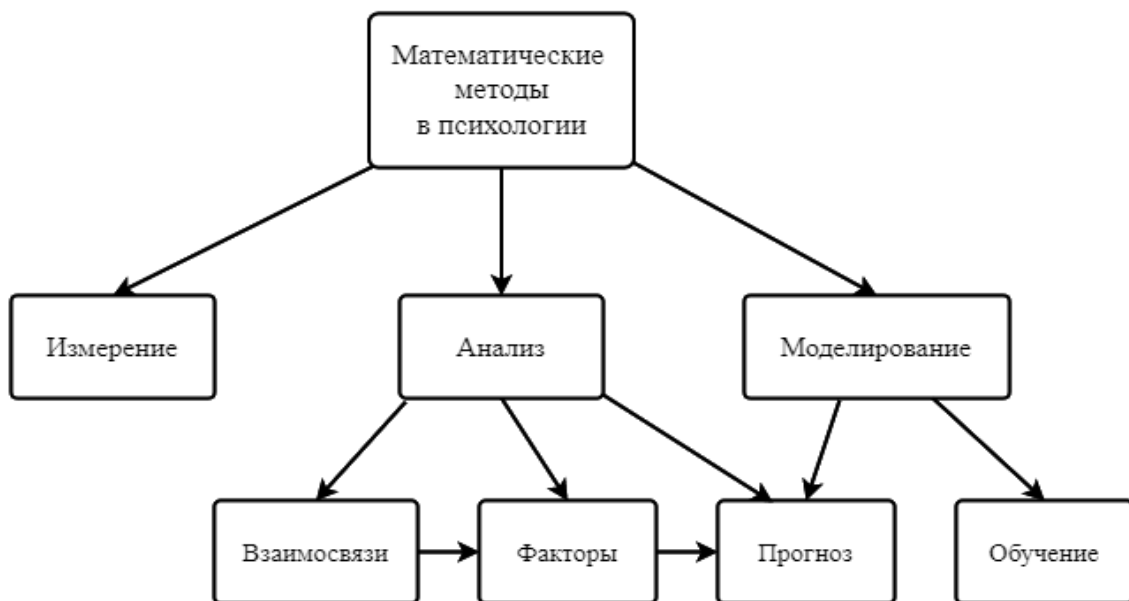 Математические
методы
в психологии
Измерение
Анализ
Моделирование
Взаимосвязи
Факторы
Прогноз
Обучение